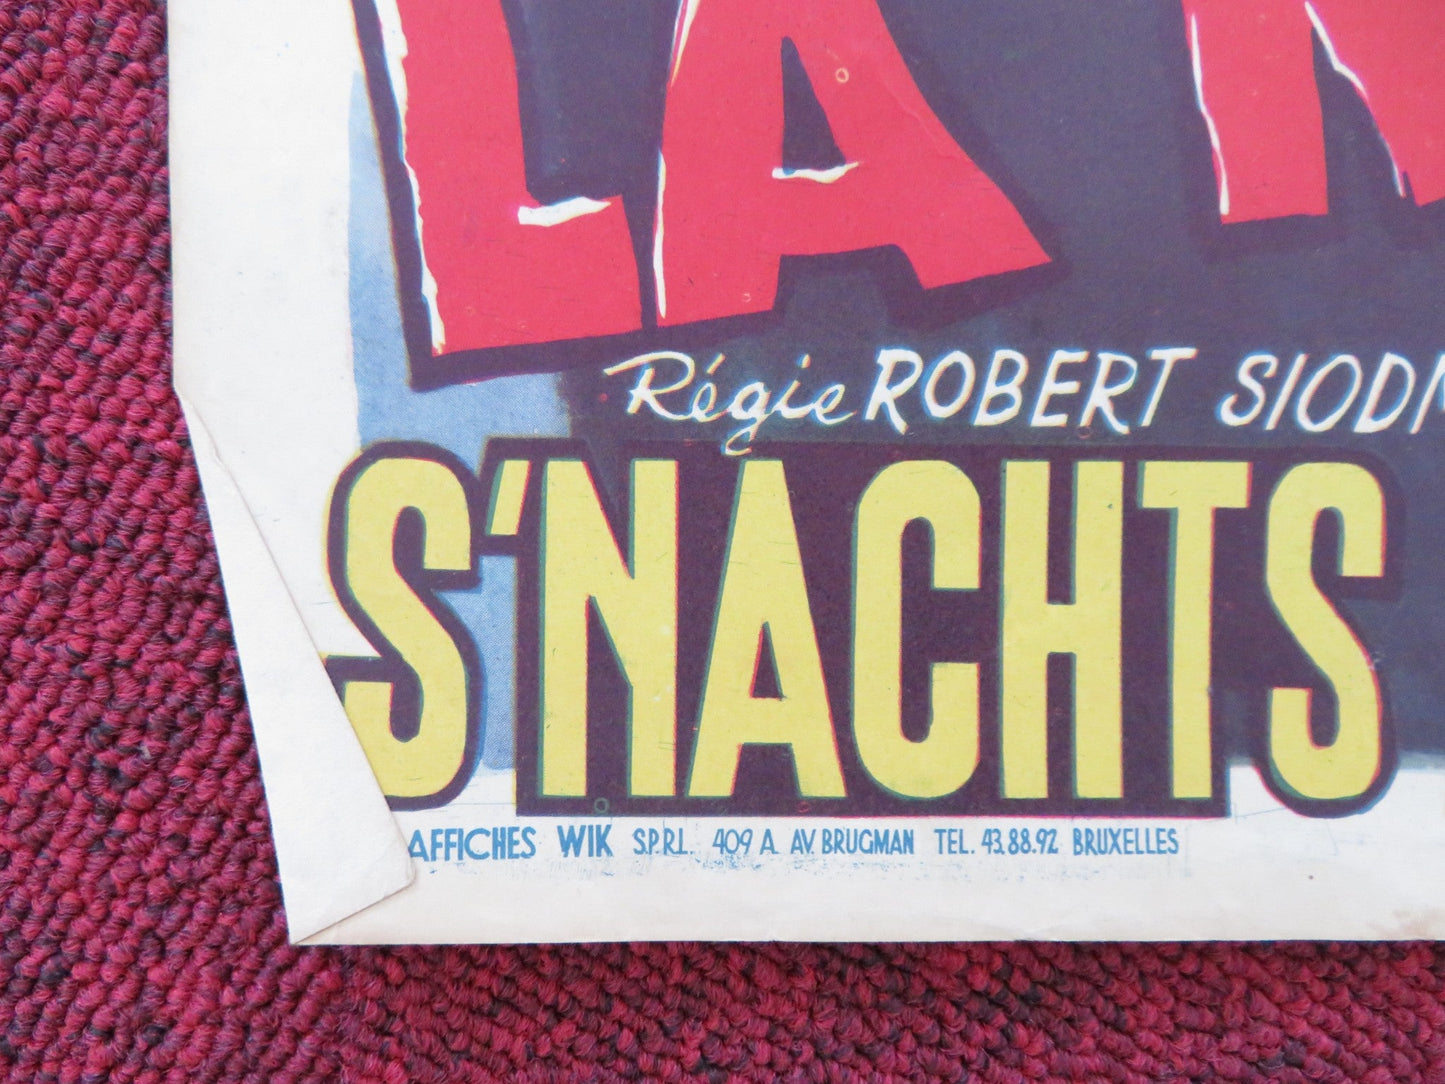 LA
Régie ROBERT SIODM
S'NACHTS
AFFICHES WIK S.P.R.L. 409 A. AV. BRUGMAN TEL. 43.88.92 BRUXELLES